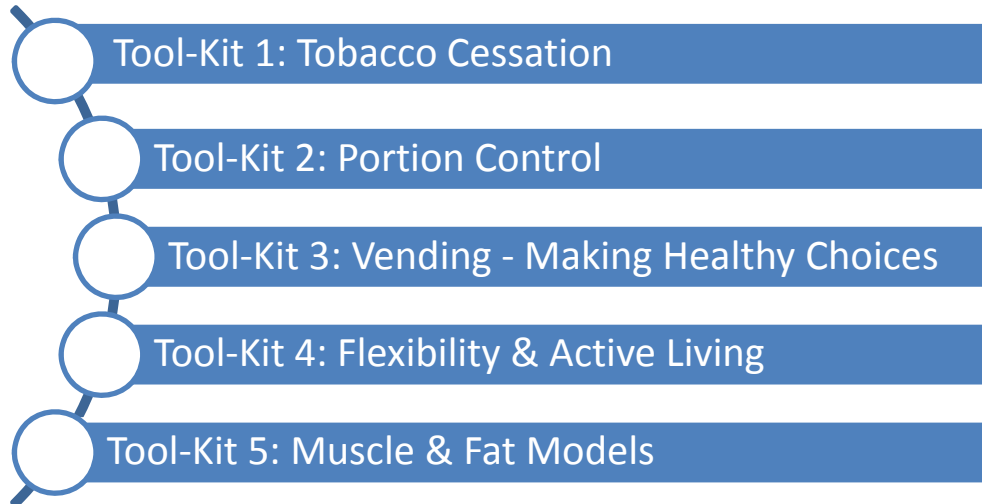 Tool-Kit 1: Tobacco Cessation
Tool-Kit 2: Portion Control
Tool-Kit 3: Vending - Making Healthy Choices
Tool-Kit 4: Flexibility & Active Living
Tool-Kit 5: Muscle & Fat Models